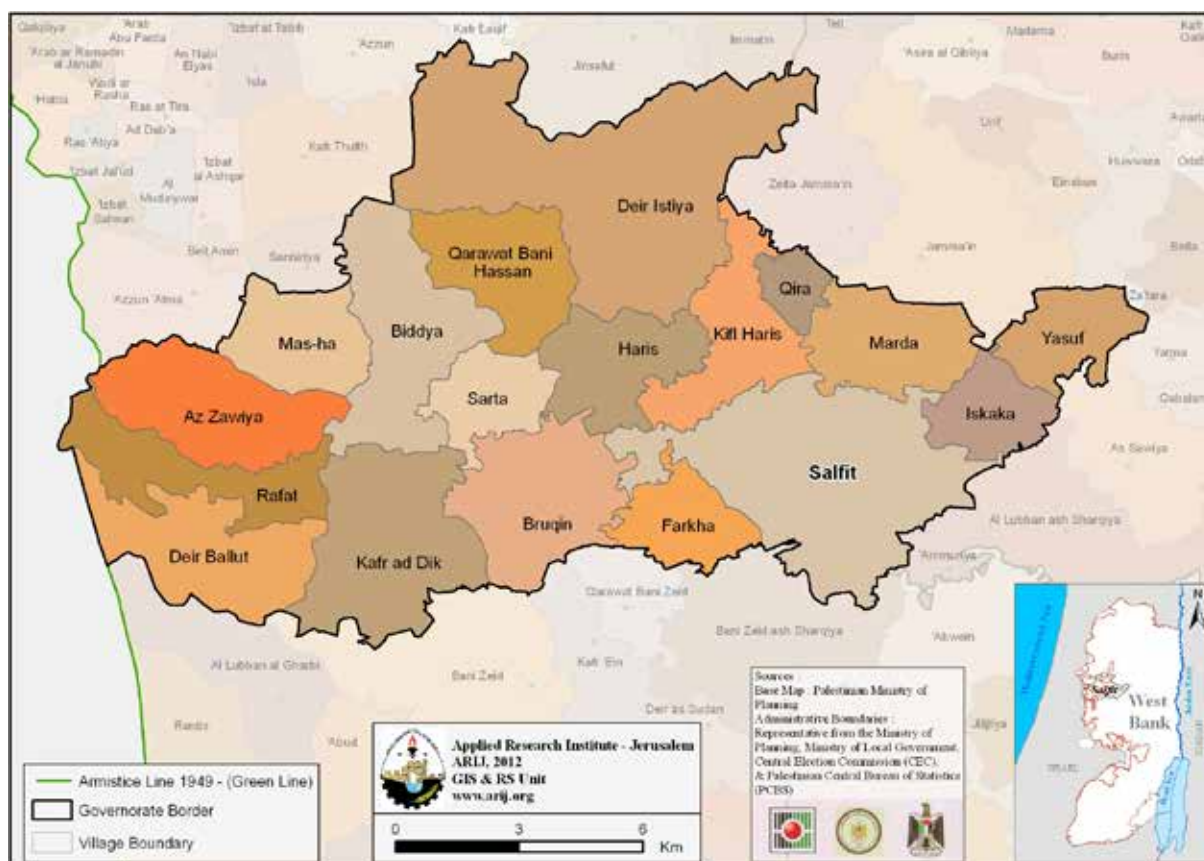 Qalqiliya
'Arab
Abu Farda
'Izbat at Tabib
Kafr Laqif
'Azzun
Immatin
Tell
Madama
'Asira al Qibliya
Burin
'Arab ar Ramadin
al Janubi
An Nabi
Elyas
Isla
Jinsafut
Wadi ar
Rasha
Habla
Ras at Tira
Urif
Ras 'Atiya
Ad Dab'a
Kafr Thulth
Huwwara
'Izbat Jal'ud
'Izbat
al Ashqar
Al
Mudawwar
'Izbat
Salman
Zeita Jamma'in
Einabus
Deir Istiya
Beit Amin
Sanniriya
Jamma'in
Beita
Qarawat Bani
Hassan
Azzun 'Atma
Qira
Za'tara
Mas-ha
Biddya
Haris
Kifl Haris
Marda
Yasuf
Yatma
Sarta
Az Zawiya
Iskaka
Qabalan
As Sawiya
Salfit
Rafat
Bruqin
Farkha
Al Lubban ash Sharqiya
Deir Ballut
Kafr ad Dik
'Ammuriya
Qarawat Bani Zeid
Bani Zeid ash Sharqiya
'Abwein
Al Lubban al Gharbi
Bani Zeid
Kafr 'Ein
Rantis
'Abud
Deir as Sudan
Jilijliya
Armistice Line 1949 - (Green Line)
Governorate Border
Village Boundary
Applied Research Institute - Jerusalem
ARIJ, 2012
GIS & RS Unit
www.arij.org
0 3 6
Km
Sources :
Base Map : Palestinian Ministry of
Planning
Administrative Boundaries :
Representative from the Ministry of
Planning, Ministry of Local Government,
Central Election Commission (CEC),
& Palestinian Central Bureau of Statistics
(PCBS)
N
Mediterranean Sea
Salfit
West
Bank